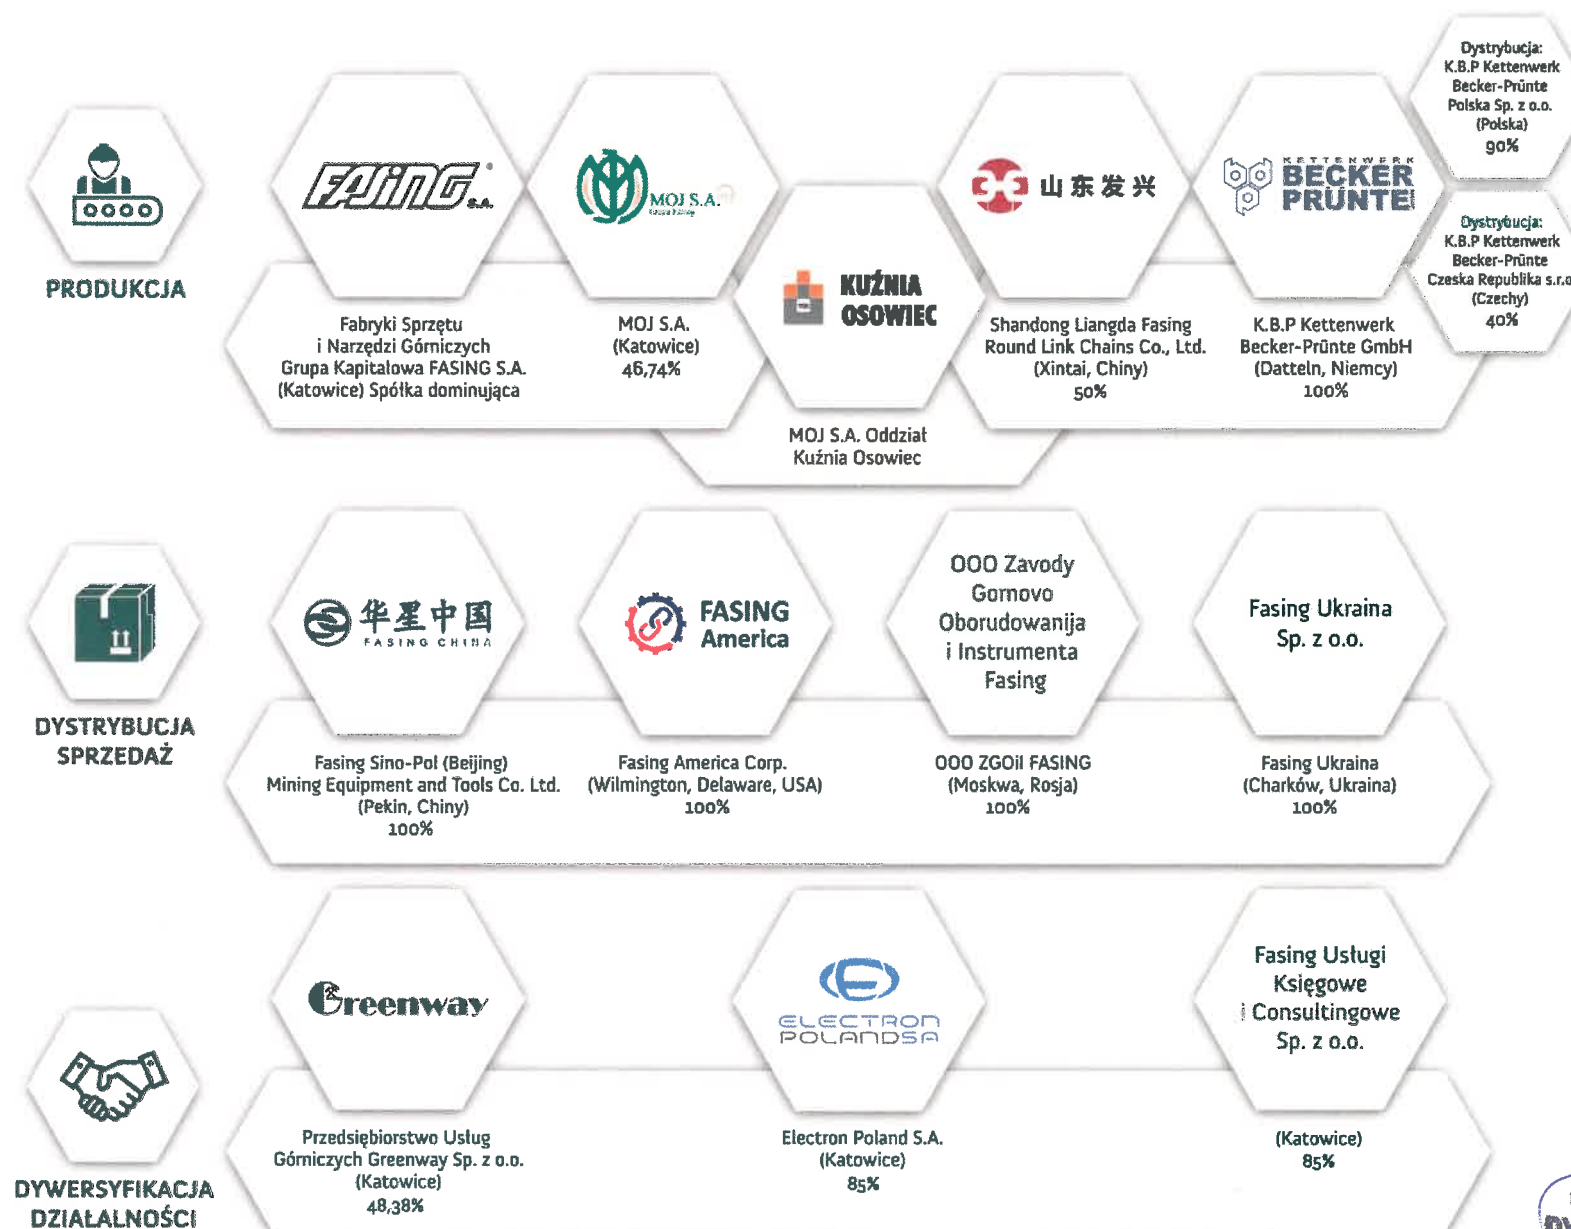 PRODUKCJA
FASING S.A.
MOJ S.A.
Grupa Fasing
KUŹNIA
OSOWIEC
山东发兴
KETTENWERK
BECKER
PRÜNTE
Dystrybucja:
K.B.P Kettenwerk
Becker-Prünte
Polska Sp. z o.o.
(Polska)
90%
Dystrybucja:
K.B.P Kettenwerk
Becker-Prünte
Czeska Republika s.r.o
(Czechy)
40%
Fabryki Sprzętu
i Narzędzi Górniczych
Grupa Kapitałowa FASING S.A.
(Katowice) Spółka dominująca
MOJ S.A.
(Katowice)
46,74%
MOJ S.A. Oddział
Kuźnia Osowiec
Shandong Liangda Fasing
Round Link Chains Co., Ltd.
(Xintai, Chiny)
50%
K.B.P Kettenwerk
Becker-Prünte GmbH
(Datteln, Niemcy)
100%
DYSTRYBUCJA
SPRZEDAŻ
华星中国
FASING CHINA
FASING
America
OOO Zavody
Gornovo
Oborudowanija
i Instrumenta
Fasing
Fasing Ukraina
Sp. z o.o.
Fasing Sino-Pol (Beijing)
Mining Equipment and Tools Co. Ltd.
(Pekin, Chiny)
100%
Fasing America Corp.
(Wilmington, Delaware, USA)
100%
OOO ZGOiI FASING
(Moskwa, Rosja)
100%
Fasing Ukraina
(Charków, Ukraina)
100%
DYWERSYFIKACJA
DZIAŁALNOŚCI
Greenway
ELECTRON
POLANDSA
Fasing Usługi
Księgowe
i Consultingowe
Sp. z o.o.
Przedsiębiorstwo Usług
Górniczych Greenway Sp. z o.o.
(Katowice)
48,38%
Electron Poland S.A.
(Katowice)
85%
(Katowice)
85%